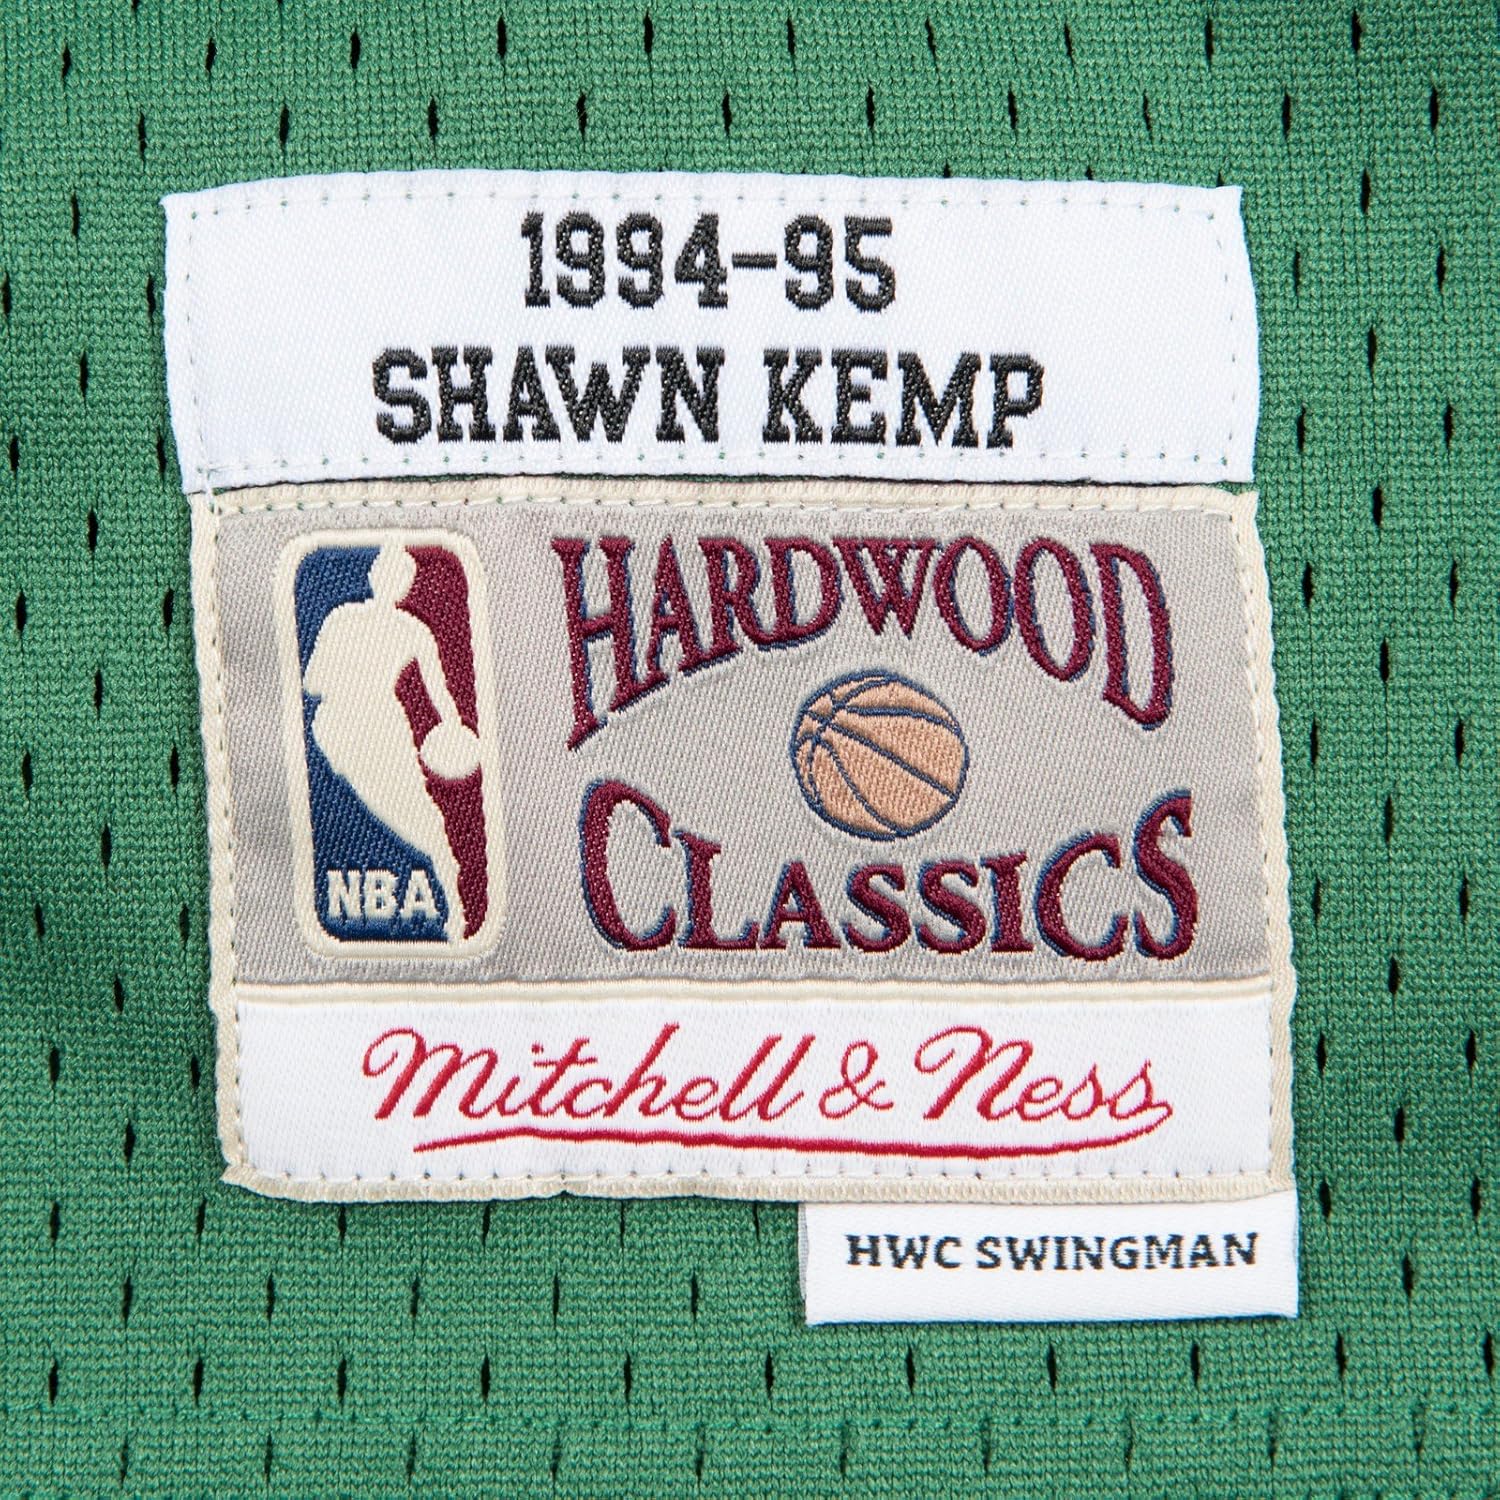 1994-95
SHAWN KEMP
HARDWOOD
CLASSICS
NBA
Mitchell & Ness
HWC SWINGMAN